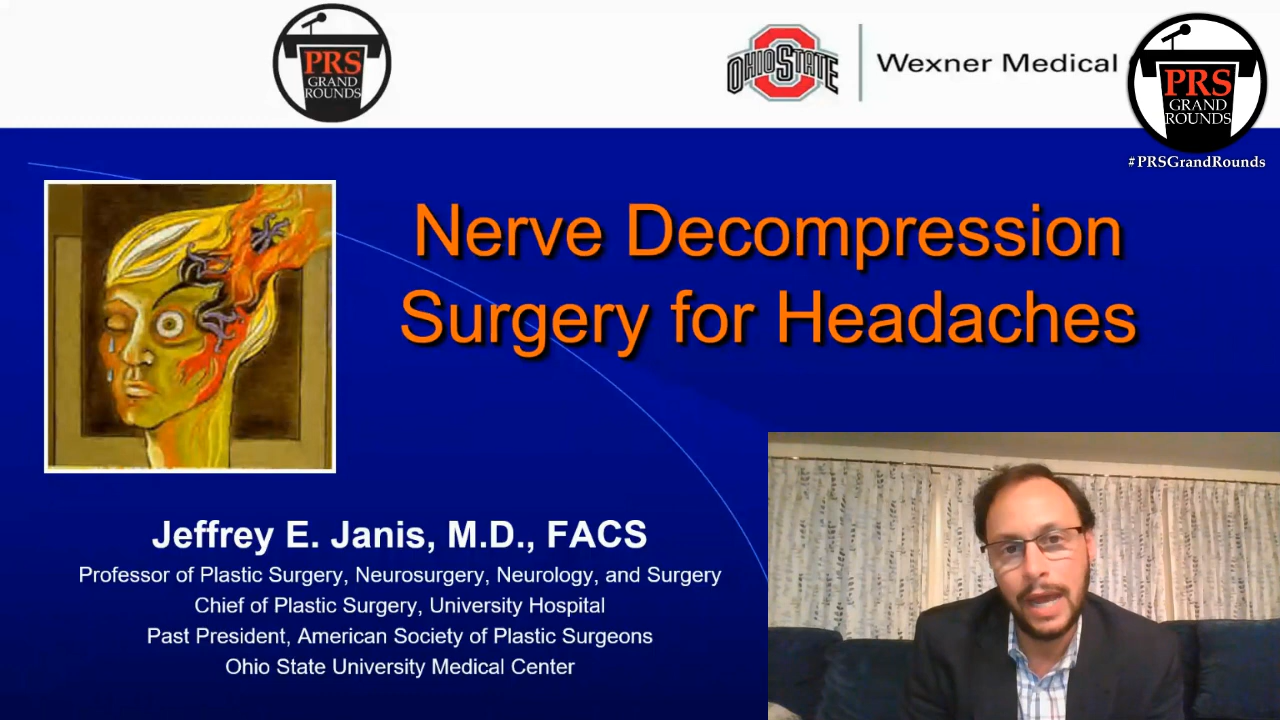 PRS
GRAND
ROUNDS
OHIO STATE
Wexner Medical
PRS
GRAND
ROUNDS
#PRSGrandRounds
Nerve Decompression
Surgery for Headaches
Jeffrey E. Janis, M.D., FACS
Professor of Plastic Surgery, Neurosurgery, Neurology, and Surgery
Chief of Plastic Surgery, University Hospital
Past President, American Society of Plastic Surgeons
Ohio State University Medical Center